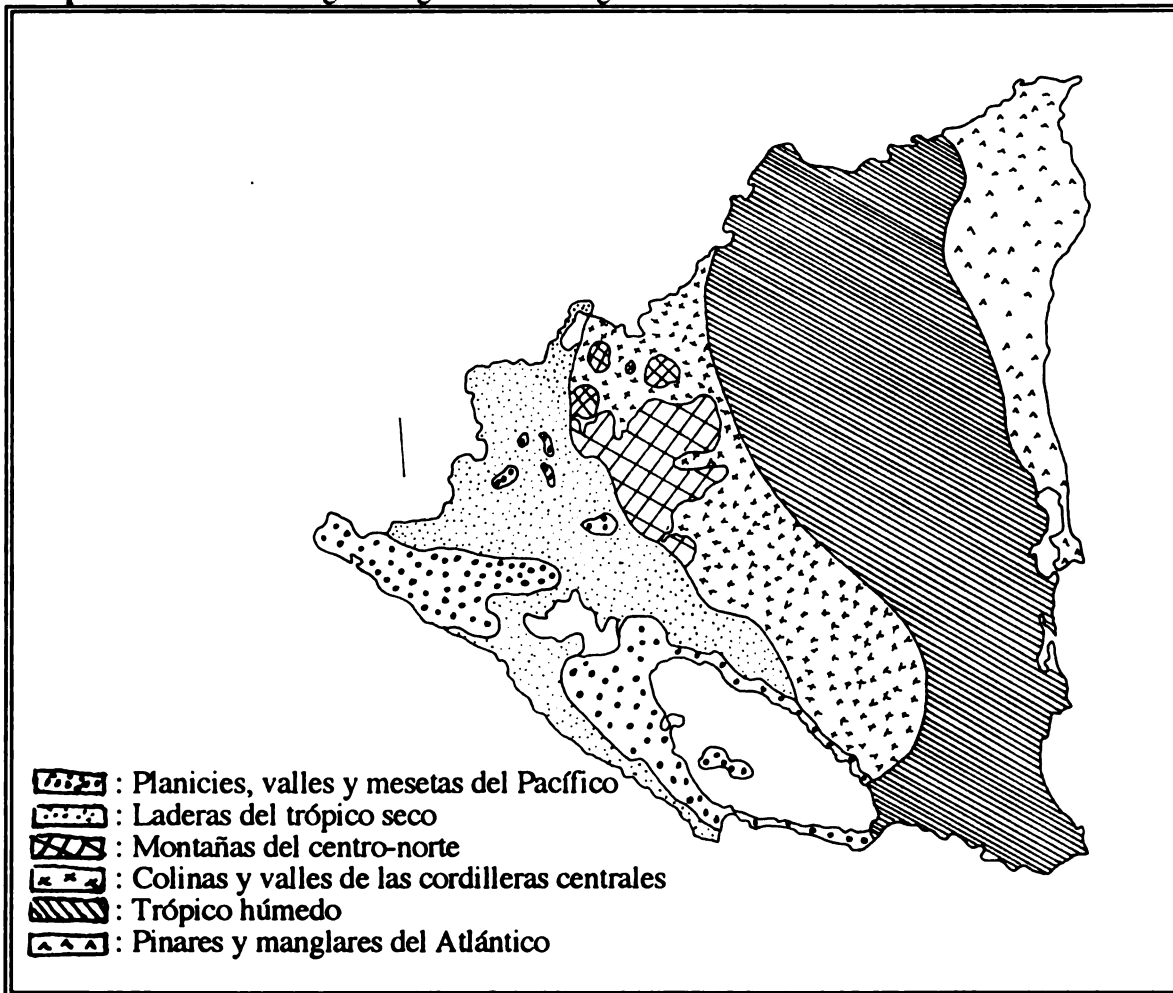 : Planicies, valles y mesetas del Pacífico
: Laderas del trópico seco
: Montañas del centro-norte
: Colinas y valles de las cordilleras centrales
: Trópico húmedo
: Pinares y manglares del Atlántico